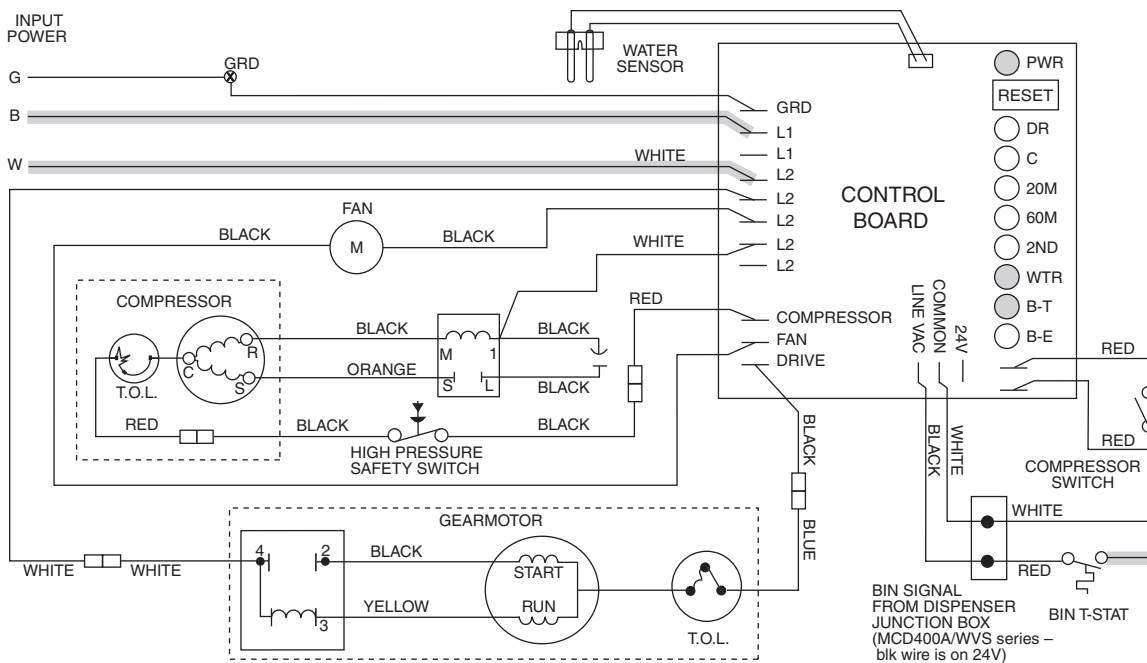 INPUT
POWER
G
GRD
B
W
WHITE
WATER
SENSOR
GRD
L1
L1
L2
L2
L2
L2
L2
CONTROL
BOARD
PWR
RESET
DR
C
20M
60M
2ND
WTR
B-T
B-E
FAN
BLACK
M
BLACK
WHITE
COMPRESSOR
T.O.L.
C
R
S
BLACK
ORANGE
M
1
S
L
BLACK
BLACK
RED
COMPRESSOR
FAN
DRIVE
RED
BLACK
HIGH PRESSURE
SAFETY SWITCH
BLACK
LINE VAC
COMMON
24V
RED
RED
COMPRESSOR
SWITCH
BLACK
WHITE
BLACK
BLUE
WHITE
RED
BIN T-STAT
BIN SIGNAL
FROM DISPENSER
JUNCTION BOX
(MCD400A/WVS series –
blk wire is on 24V)
GEARMOTOR
WHITE
WHITE
4
2
3
BLACK
YELLOW
START
RUN
T.O.L.